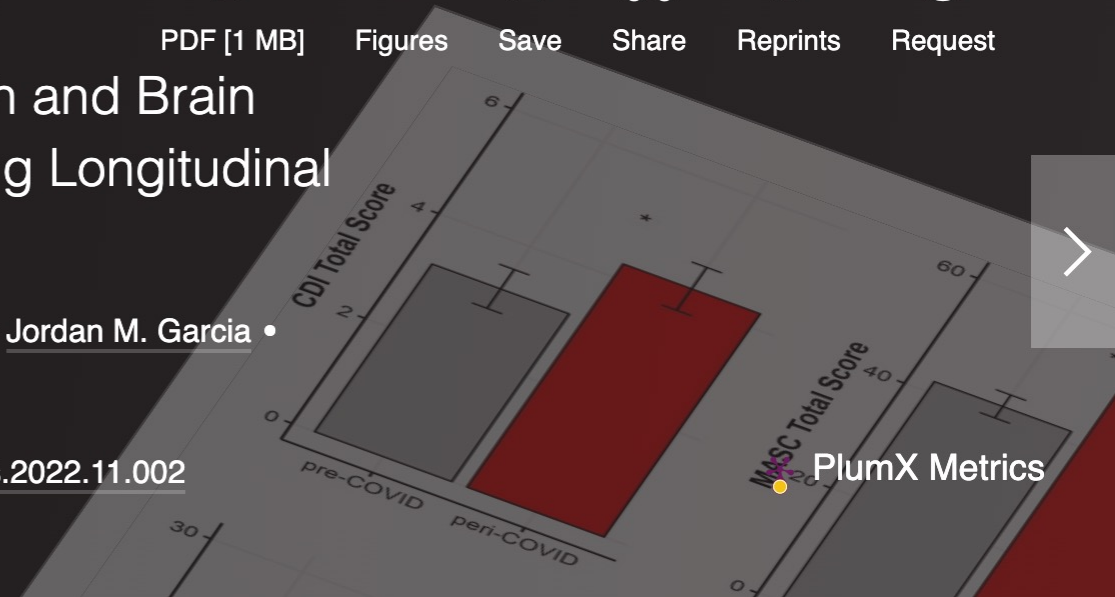 PDF [1 MB] Figures Save Share Reprints Request
n and Brain
g Longitudinal
Jordan M. Garcia •
.2022.11.002
PlumX Metrics
CDI Total Score
6
4
2
0
*
pre-COVID
peri-COVID
MASC Total Score
60
40
20
0
30